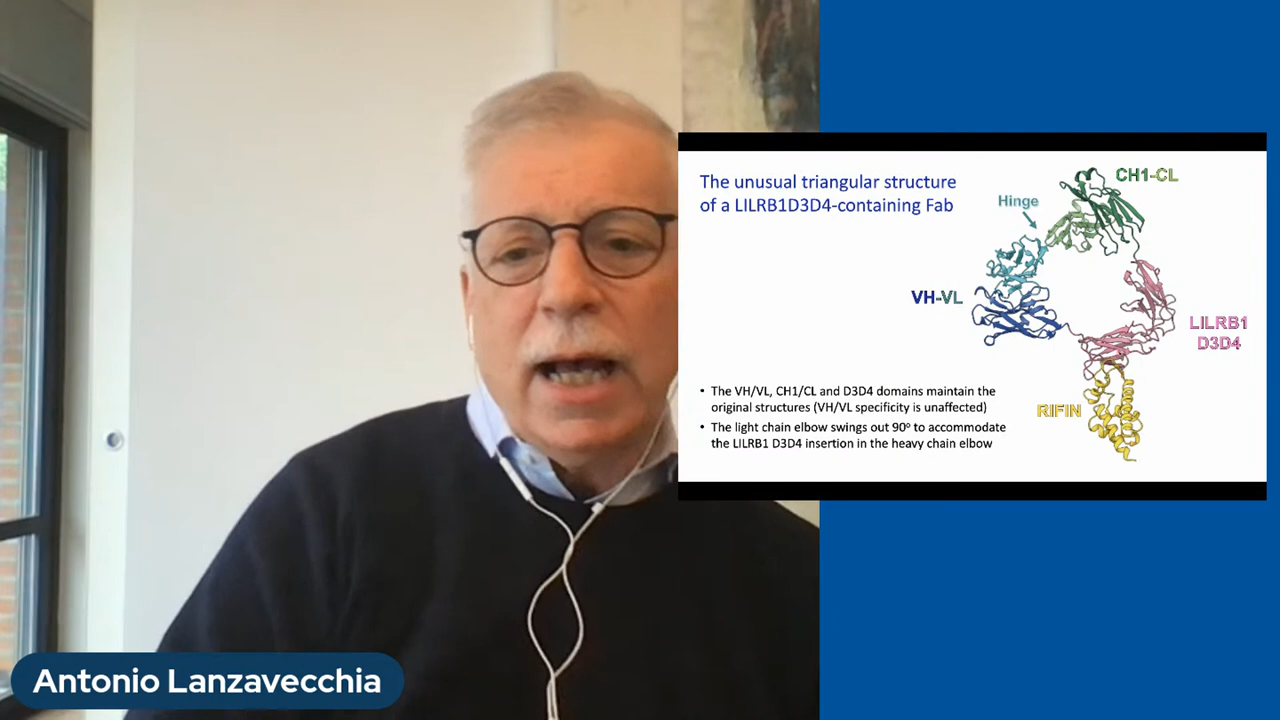 The unusual triangular structure
of a LILRB1D3D4-containing Fab
CH1-CL
Hinge
VH-VL
LILRB1
D3D4
RIFIN
• The VH/VL, CH1/CL and D3D4 domains maintain the
original structures (VH/VL specificity is unaffected)
• The light chain elbow swings out 90º to accommodate
the LILRB1 D3D4 insertion in the heavy chain elbow
Antonio Lanzavecchia